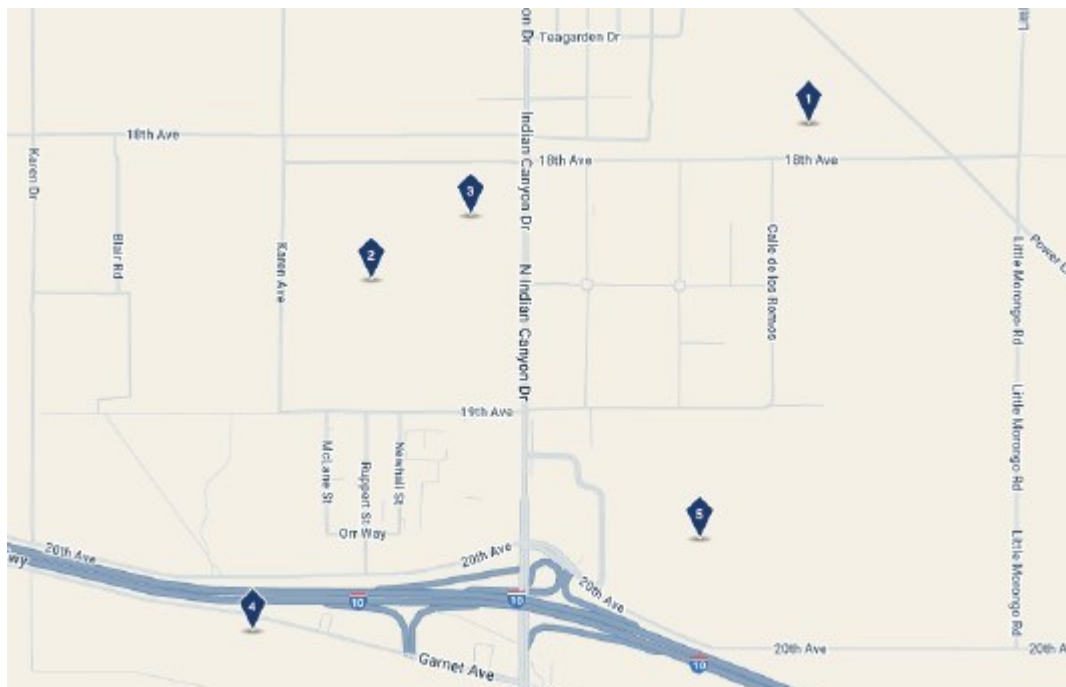 on Dr
Teagarden Dr
1
18th Ave
Indian Canyon Dr
18th Ave
18th Ave
Karen Dr
3
Blair Rd
Karen Ave
2
N Indian Canyon Dr
Calle de los Romos
Little Morongo Rd
Power
19th Ave
Little Morongo Rd
McLane St
Ruppert St
Newhall St
5
Orr Way
Little Morongo Rd
20th Ave
20th Ave
wy
20th Ave
10
10
4
Garnet Ave
20th Ave
20th A
10